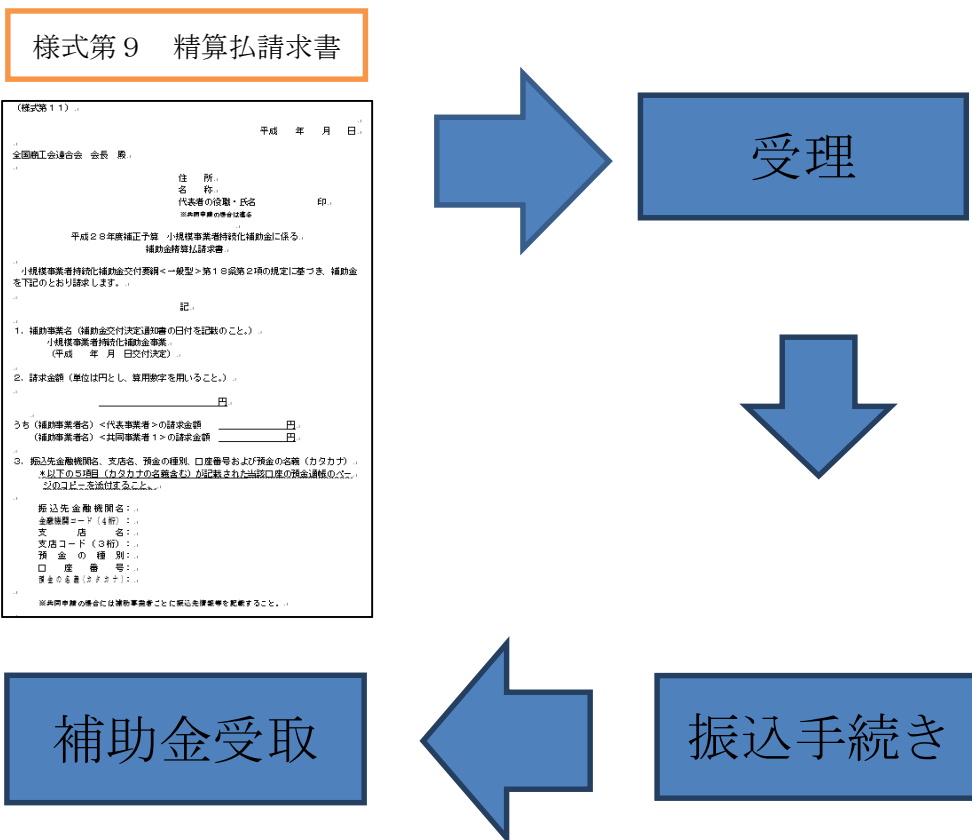 様式第9　精算払請求書
（様式第11）
平成　年　月　日
全国商工会連合会　会長　殿
住　所
名　称
代表者の役職・氏名　印
※共同申請の場合は連名
平成28年度補正予算　小規模事業者持続化補助金に係る
補助金精算払請求書
小規模事業者持続化補助金交付要綱＜一般型＞第18条第2項の規定に基づき、補助金
を下記のとおり請求します。
記
1．補助事業名（補助金交付決定通知書の日付を記載のこと。）
小規模事業者持続化補助金事業
（平成　年　月　日交付決定）
2．請求金額（単位は円とし、算用数字を用いること。）
円
うち（補助事業者名）＜代表事業者＞の請求金額　円
（補助事業者名）＜共同事業者1＞の請求金額　円
3．振込先金融機関名、支店名、預金の種別、口座番号および預金の名義（カタカナ）
＊以下の5項目（カタカナの名義含む）が記載された当該口座の預金通帳のペー
ジのコピーを添付すること。
振込先金融機関名：
金融機関コード（4桁）：
支　店　名：
支店コード（3桁）：
預金の種別：
口座番号：
預金の名義（カタカナ）：
※共同申請の場合には補助事業者ごとに振込先情報等を記載すること。
受理
振込手続き
補助金受取